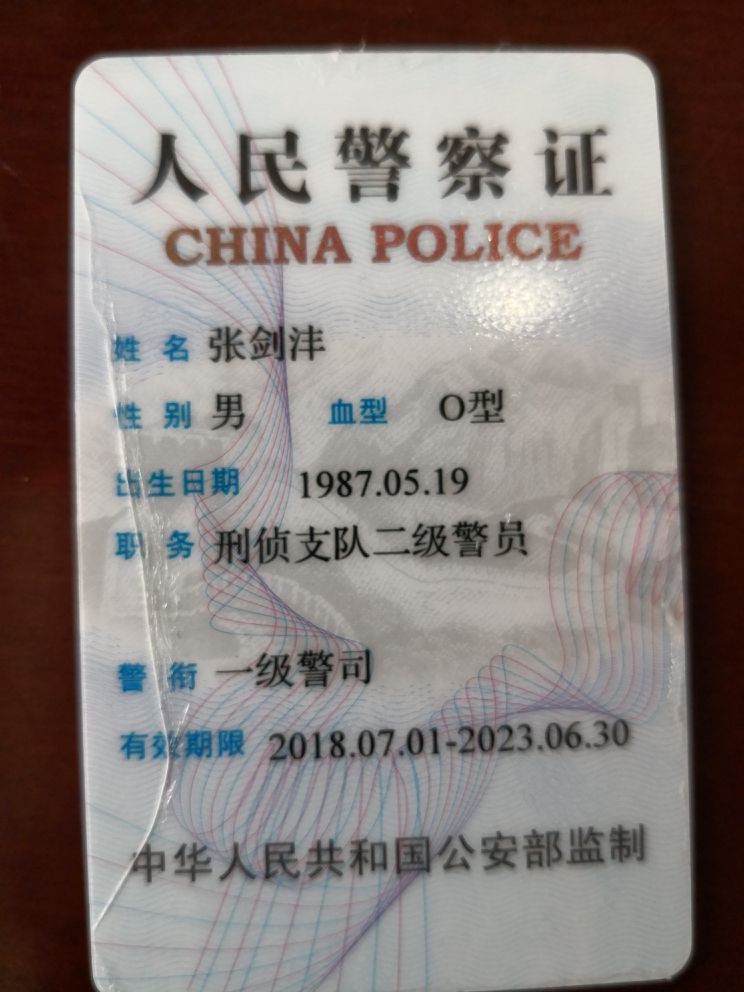 人民警察证
CHINA POLICE
姓名 张剑沣
性别 男 血型 O型
出生日期 1987.05.19
职务 刑侦支队二级警员
警衔 一级警司
有效期限 2018.07.01-2023.06.30
中华人民共和国公安部监制